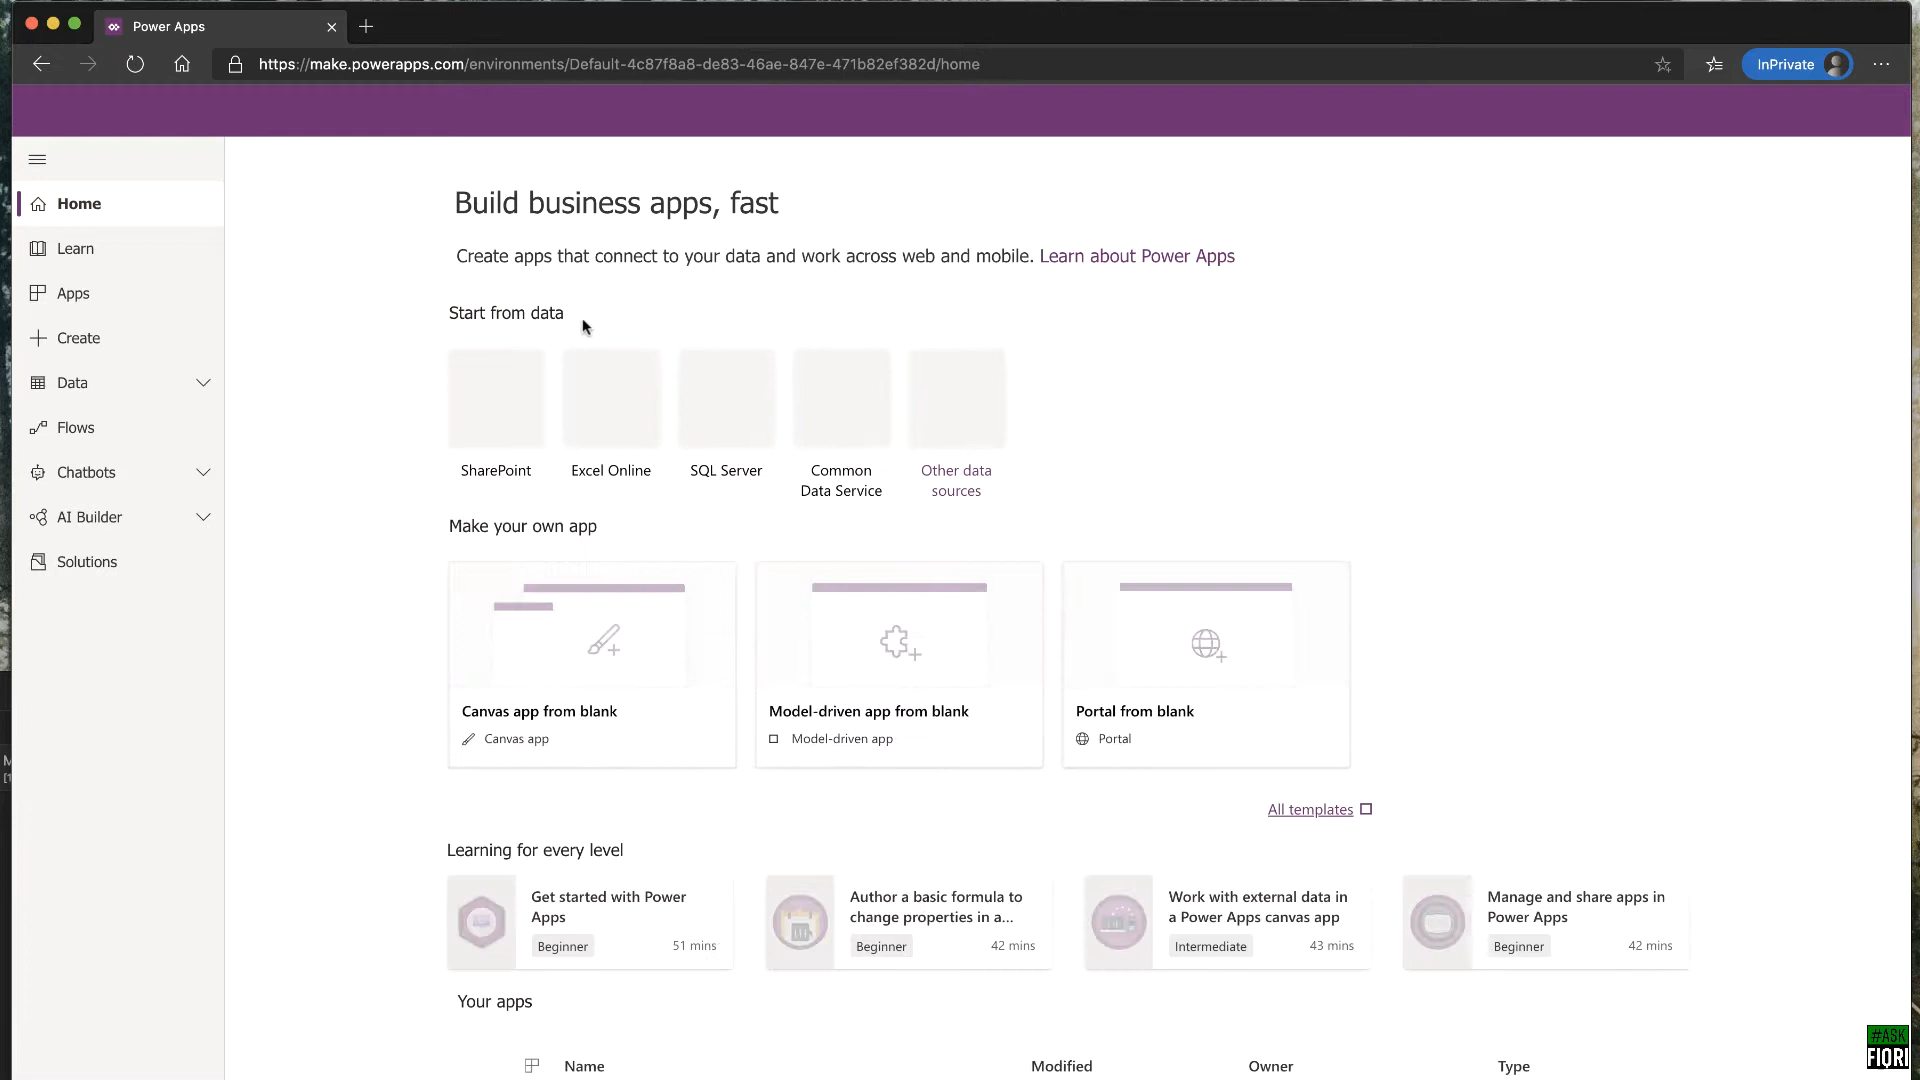 Power Apps
https://make.powerapps.com/environments/Default-4c87f8a8-de83-46ae-847e-471b82ef382d/home
InPrivate
Home
Learn
Apps
Create
Data
Flows
Chatbots
AI Builder
Solutions
Build business apps, fast
Create apps that connect to your data and work across web and mobile. Learn about Power Apps
Start from data
SharePoint
Excel Online
SQL Server
Common
Data Service
Other data
sources
Make your own app
Canvas app from blank
Canvas app
Model-driven app from blank
Model-driven app
Portal from blank
Portal
All templates
Learning for every level
Get started with Power
Apps
Beginner
51 mins
Author a basic formula to
change properties in a...
Beginner
42 mins
Work with external data in
a Power Apps canvas app
Intermediate
43 mins
Manage and share apps in
Power Apps
Beginner
42 mins
Your apps
Name
Modified
Owner
Type
#ASK
FIQRI